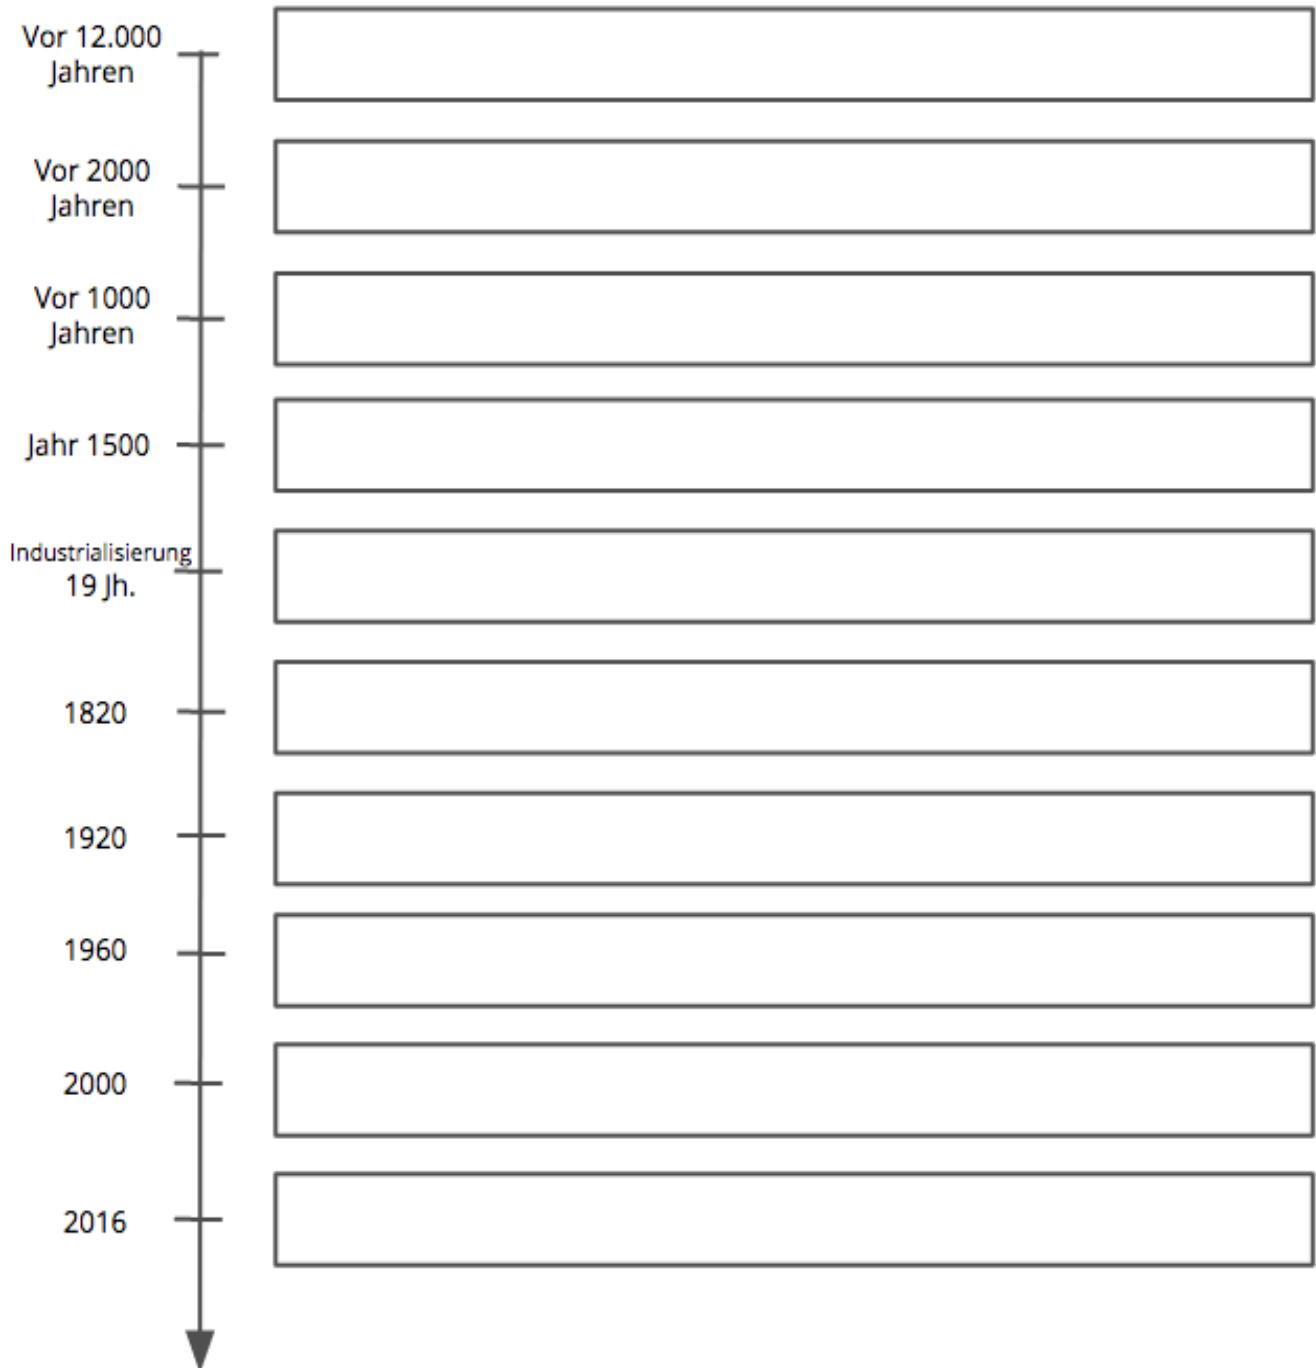 Vor 12.000
Jahren
Vor 2000
Jahren
Vor 1000
Jahren
Jahr 1500
Industrialisierung
19 Jh.
1820
1920
1960
2000
2016